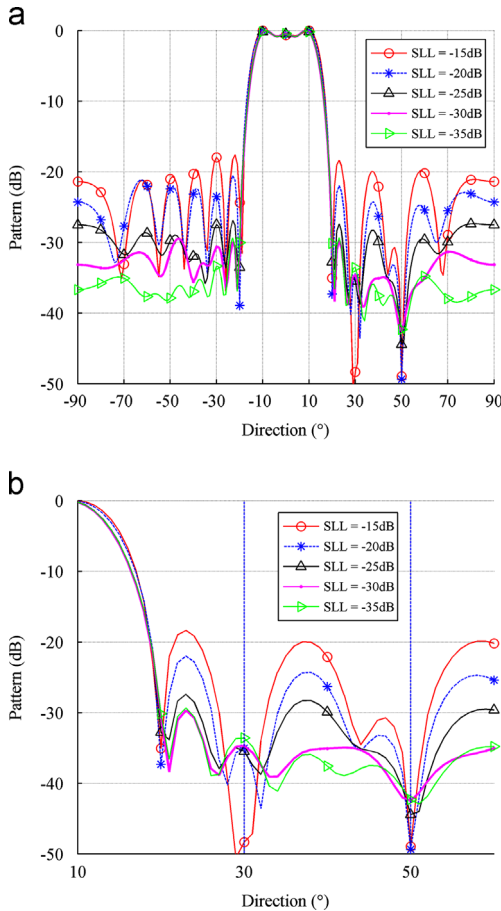 a
0
-10
-20
-30
-40
-50
Pattern (dB)
SLL = -15dB
SLL = -20dB
SLL = -25dB
SLL = -30dB
SLL = -35dB
-90 -70 -50 -30 -10 10 30 50 70 90
Direction (°)
b
0
-10
-20
-30
-40
-50
Pattern (dB)
SLL = -15dB
SLL = -20dB
SLL = -25dB
SLL = -30dB
SLL = -35dB
10 30 50
Direction (°)